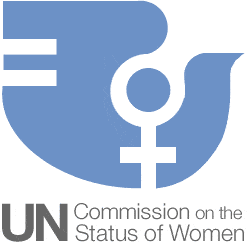 UN Commission on the
Status of Women